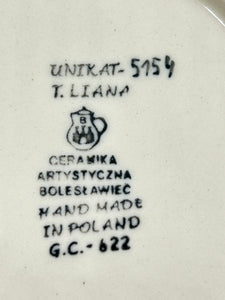 UNIKAT-5154
T. LIANA
B
CERAMIKA
ARTYSTYCZNA
BOLESŁAWIEC
HAND MADE
IN POLAND
G.C.-622